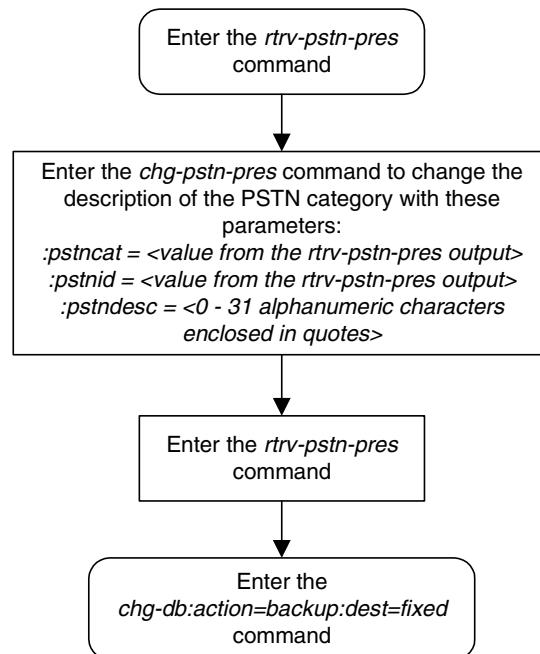 Enter the rtrv-pstn-pres
command
Enter the chg-pstn-pres command to change the
description of the PSTN category with these
parameters:
:pstncat = <value from the rtrv-pstn-pres output>
:pstnid = <value from the rtrv-pstn-pres output>
:pstndesc = <0 - 31 alphanumeric characters
enclosed in quotes>
Enter the rtrv-pstn-pres
command
Enter the
chg-db:action=backup:dest=fixed
command